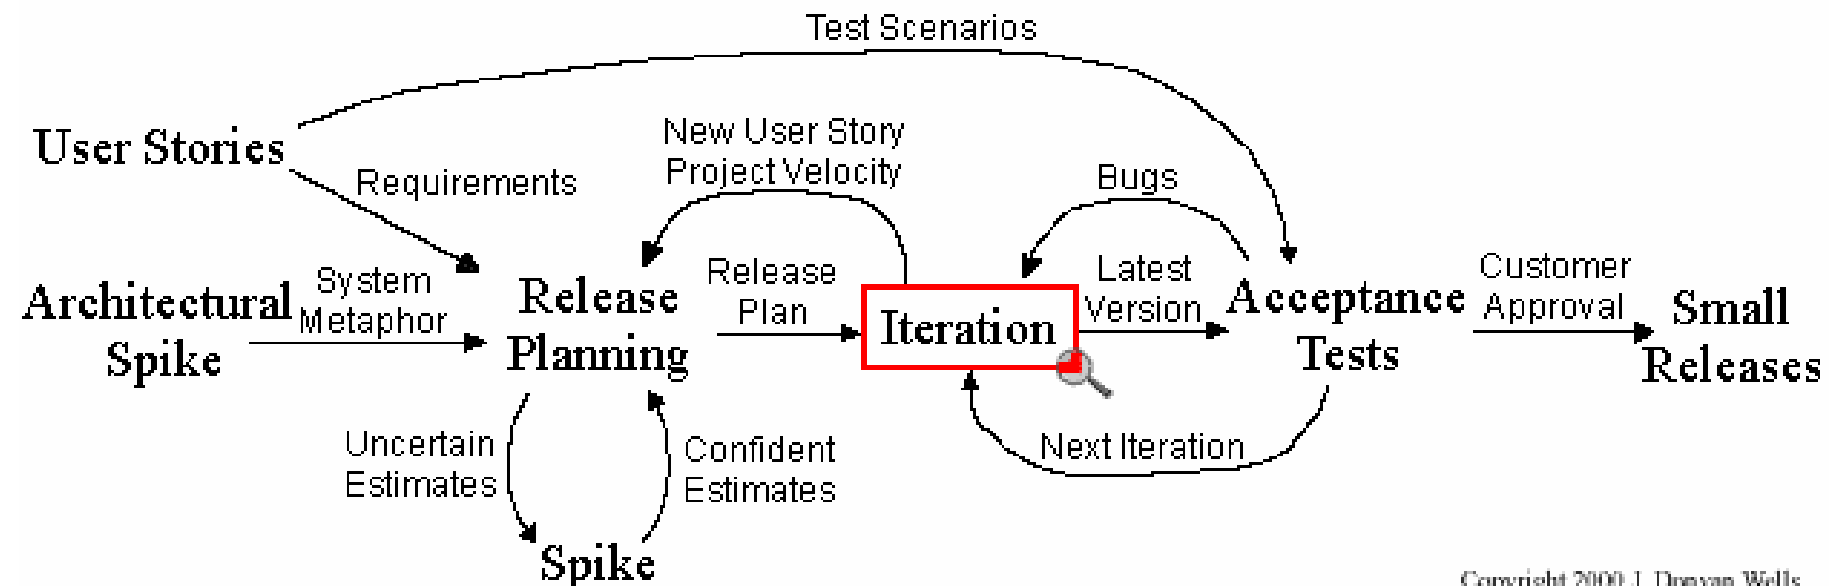 Test Scenarios
User Stories
Requirements
New User Story
Project Velocity
Bugs
Architectural
Spike
System
Metaphor
Release
Planning
Release
Plan
Iteration
Latest
Version
Acceptance
Tests
Customer
Approval
Small
Releases
Uncertain
Estimates
Confident
Estimates
Next Iteration
Spike
Copyright 2000 J. Donvan Wells